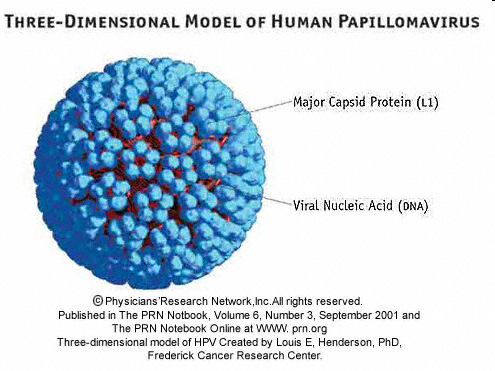 THREE-DIMENSIONAL MODEL OF HUMAN PAPILLOMAVIRUS
Major Capsid Protein (L1)
Viral Nucleic Acid (DNA)
©Physicians'Research Network,Inc.All rights reserved.
Published in The PRN Notbook, Volume 6, Number 3, September 2001 and
The PRN Notebook Online at WWW. prn.org
Three-dimensional model of HPV Created by Louis E, Henderson, PhD,
Frederick Cancer Research Center.